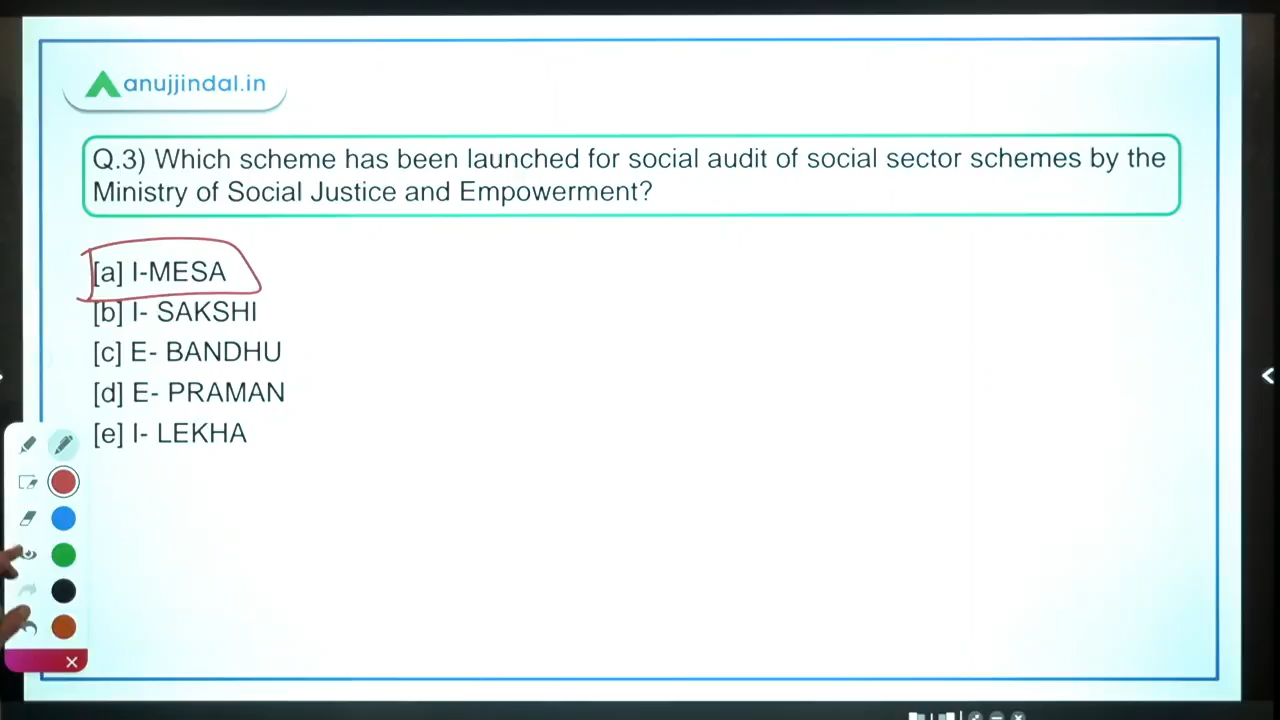 anujjindal.in
Q.3) Which scheme has been launched for social audit of social sector schemes by the
Ministry of Social Justice and Empowerment?
[a] I-MESA
[b] I- SAKSHI
[c] E- BANDHU
[d] E- PRAMAN
[e] I- LEKHA